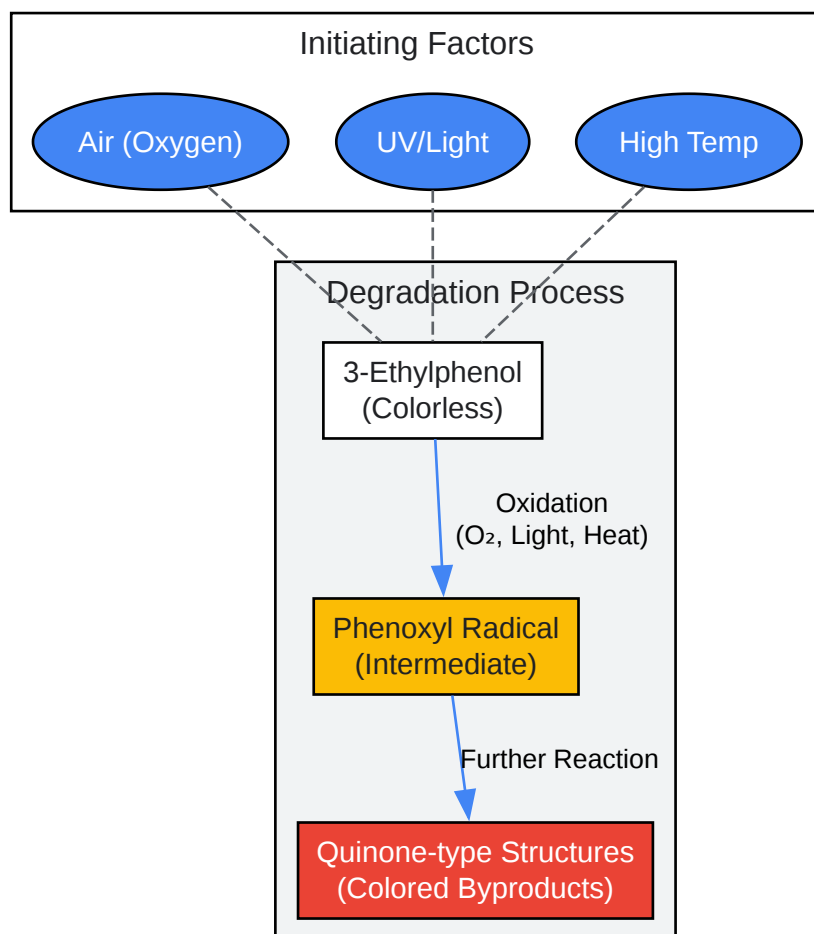 Initiating Factors
Air (Oxygen)
UV/Light
High Temp
Degradation Process
3-Ethylphenol
(Colorless)
Oxidation
(O₂, Light, Heat)
Phenoxyl Radical
(Intermediate)
Further Reaction
Quinone-type Structures
(Colored Byproducts)